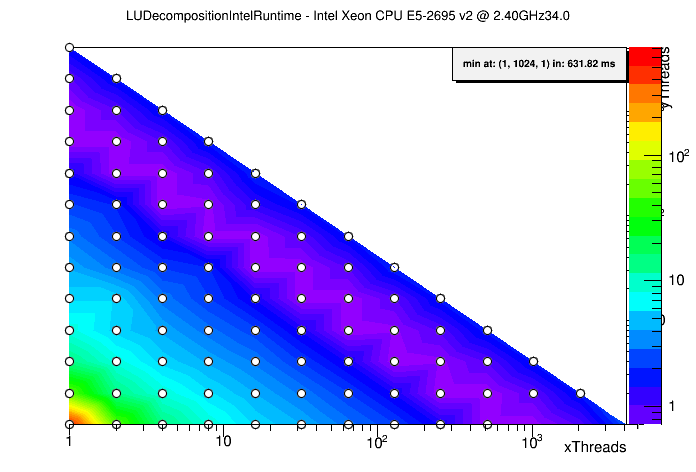 LUDecompositionIntelRuntime - Intel Xeon CPU E5-2695 v2 @ 2.40GHz34.0
min at: (1, 1024, 1) in: 631.82 ms
yThreads
10²
10
1
1 10 10² 10³
xThreads